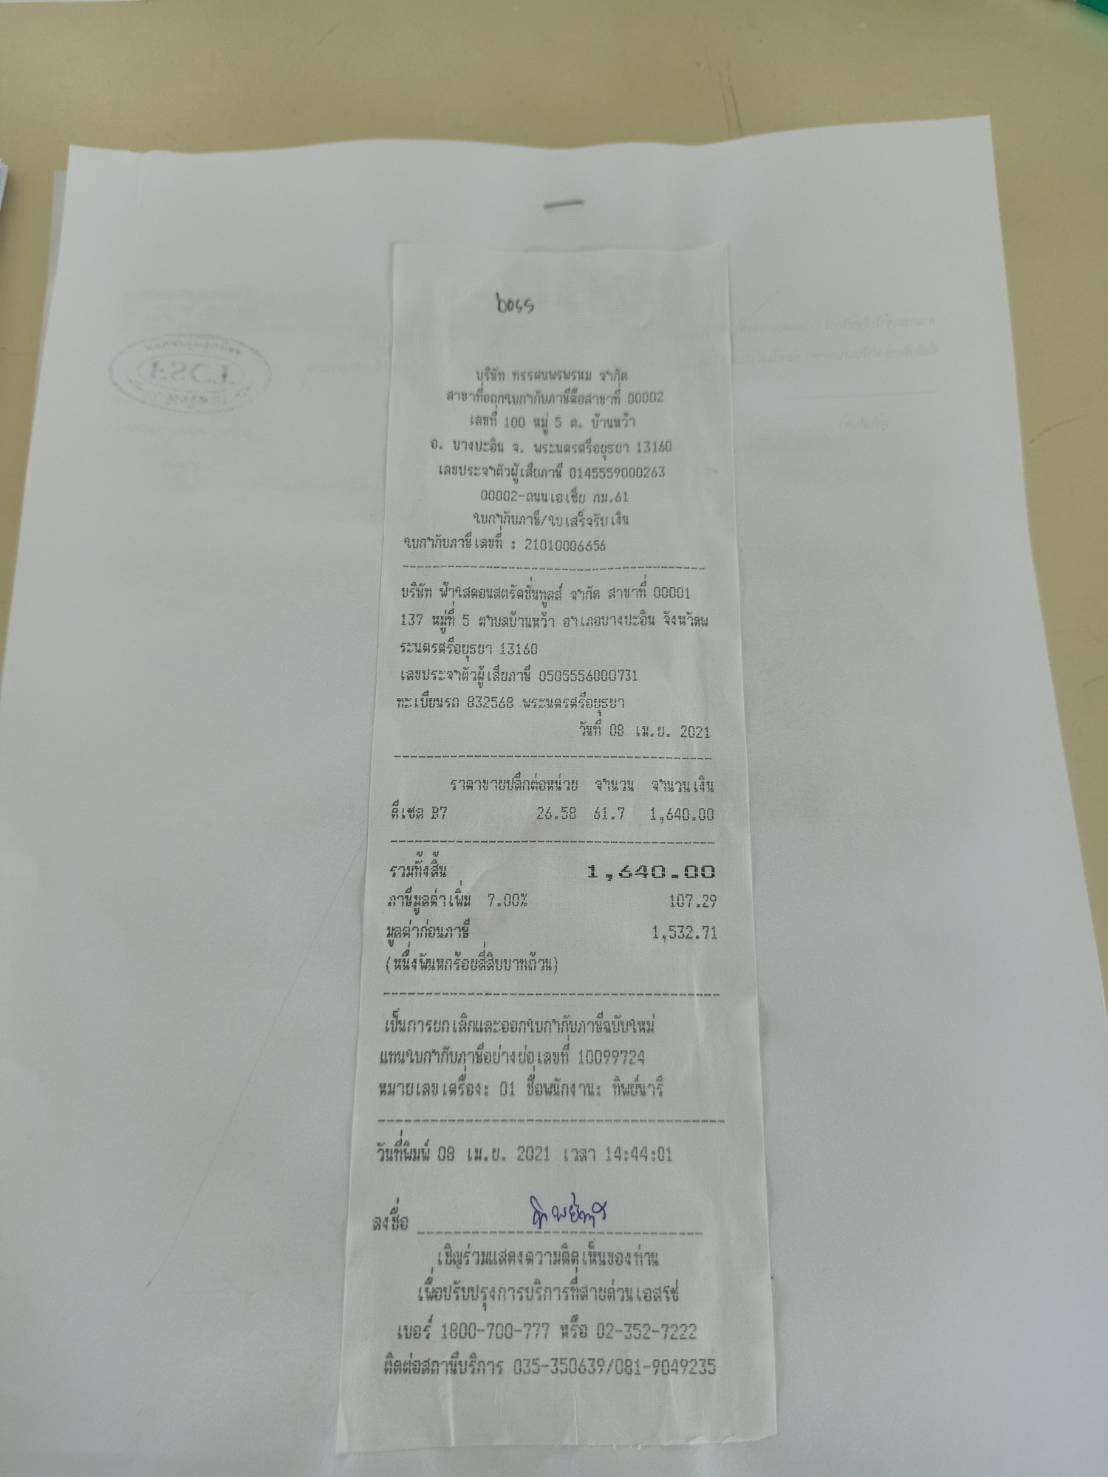 boss
บริษัท ทรรศนพรพรหม จำกัด
สาขาที่ออกใบกำกับภาษีคือสาขาที่ 00002
เลขที่ 100 หมู่ 5 ต. บ้านหว้า
อ. บางปะอิน จ. พระนครศรีอยุธยา 13160
เลขประจำตัวผู้เสียภาษี 0145559000263
00002-ถนนเอเชีย กม.61
ใบกำกับภาษี/ใบเสร็จรับเงิน
ใบกำกับภาษีเลขที่ : 21010006656
บริษัท ฟ้าใสคอนสตรัคชั่นทูลส์ จำกัด สาขาที่ 00001
137 หมู่ที่ 5 ตำบลบ้านหว้า อำเภอบางปะอิน จังหวัดพ
ระนครศรีอยุธยา 13160
เลขประจำตัวผู้เสียภาษี 0505556000731
ทะเบียนรถ 832568 พระนครศรีอยุธยา
วันที่ 08 เม.ย. 2021
ราคาขายปลีกต่อหน่วย จำนวน จำนวนเงิน
ดีเซล B7 26.58 61.7 1,640.00
รวมทั้งสิ้น 1,640.00
ภาษีมูลค่าเพิ่ม 7.00% 107.29
มูลค่าก่อนภาษี 1,532.71
(หนึ่งพันหกร้อยสี่สิบบาทถ้วน)
เป็นการยกเลิกและออกใบกำกับภาษีฉบับใหม่
แทนใบกำกับภาษีอย่างย่อเลขที่ 10099724
หมายเลขเครื่อง: 01 ชื่อพนักงาน: ทิพย์นารี
วันที่พิมพ์ 08 เม.ย. 2021 เวลา 14:44:01
ลงชื่อ
เชิญร่วมแสดงความคิดเห็นของท่าน
เพื่อปรับปรุงการบริการที่สายด่วนเอสโซ่
เบอร์ 1800-700-777 หรือ 02-352-7222
ติดต่อสถานีบริการ 035-350639/081-9049235